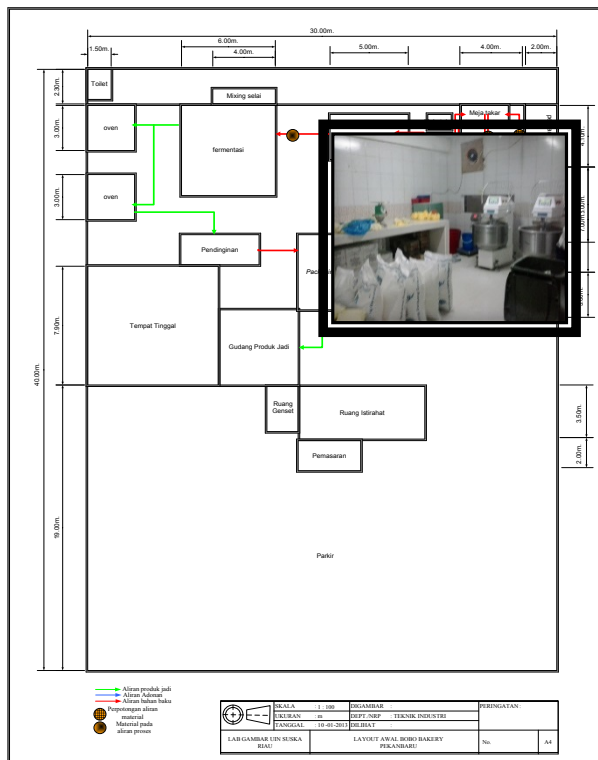 30.00m.
6.00m.
5.00m.
4.00m.
2.00m.
1.50m.
4.00m.
2.30m.
Toilet
Mixing selai
Meja takar
3.00m.
oven
fermentasi
4.10m.
3.00m.
oven
Pendinginan
7.90m.
Tempat Tinggal
Gudang Produk Jadi
40.00m.
Ruang
Genset
Ruang Istirahat
3.50m.
Pemasaran
2.00m.
19.00m.
Parkir
Aliran produk jadi
Aliran Adonan
Aliran bahan baku
Perpotongan aliran
material
Material pada
aliran proses
SKALA : 1 : 100 DIGAMBAR : PERINGATAN :
UKURAN : m DEPT./NRP : TEKNIK INDUSTRI
TANGGAL : 10-01-2013 DILIHAT :
LAB GAMBAR UIN SUSKA
RIAU
LAYOUT AWAL BOBO BAKERY
PEKANBARU
No.
A4